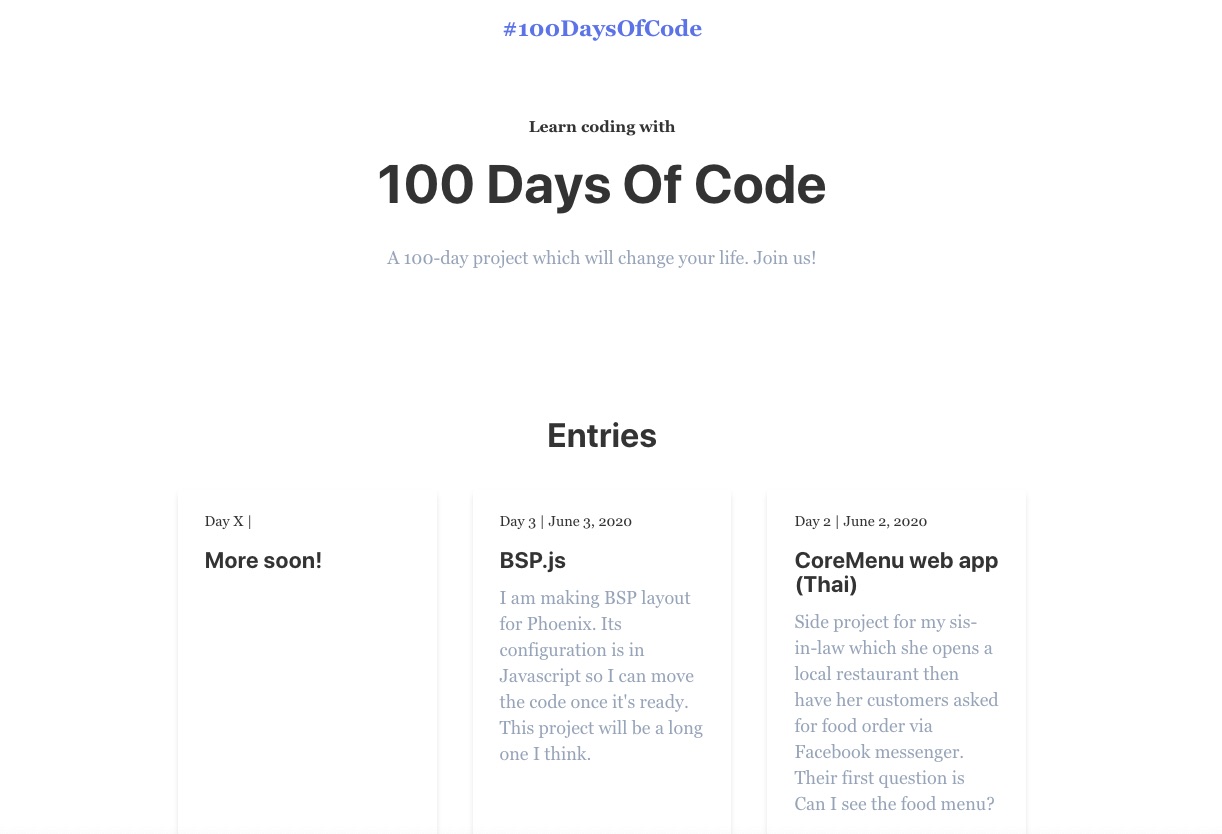 #100DaysOfCode
Learn coding with
100 Days Of Code
A 100-day project which will change your life. Join us!
Entries
Day X |
More soon!
Day 3 | June 3, 2020
BSP.js
I am making BSP layout
for Phoenix. Its
configuration is in
Javascript so I can move
the code once it's ready.
This project will be a long
one I think.
Day 2 | June 2, 2020
CoreMenu web app
(Thai)
Side project for my sis-
in-law which she opens a
local restaurant then
have her customers asked
for food order via
Facebook messenger.
Their first question is
Can I see the food menu?